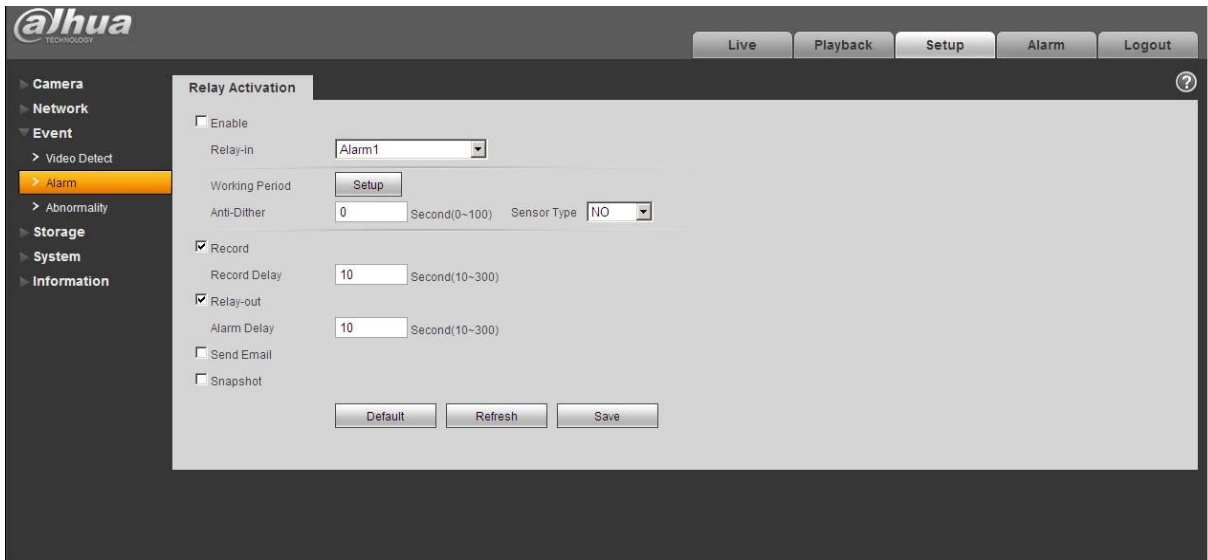 alhua
TECHNOLOGY
Live Playback Setup Alarm Logout
Camera
Network
Event
> Video Detect
> Alarm
> Abnormality
Storage
System
Information
Relay Activation
?
Enable
Relay-in Alarm1
Working Period Setup
Anti-Dither 0 Second(0~100) Sensor Type NO
Record
Record Delay 10 Second(10~300)
Relay-out
Alarm Delay 10 Second(10~300)
Send Email
Snapshot
Default Refresh Save